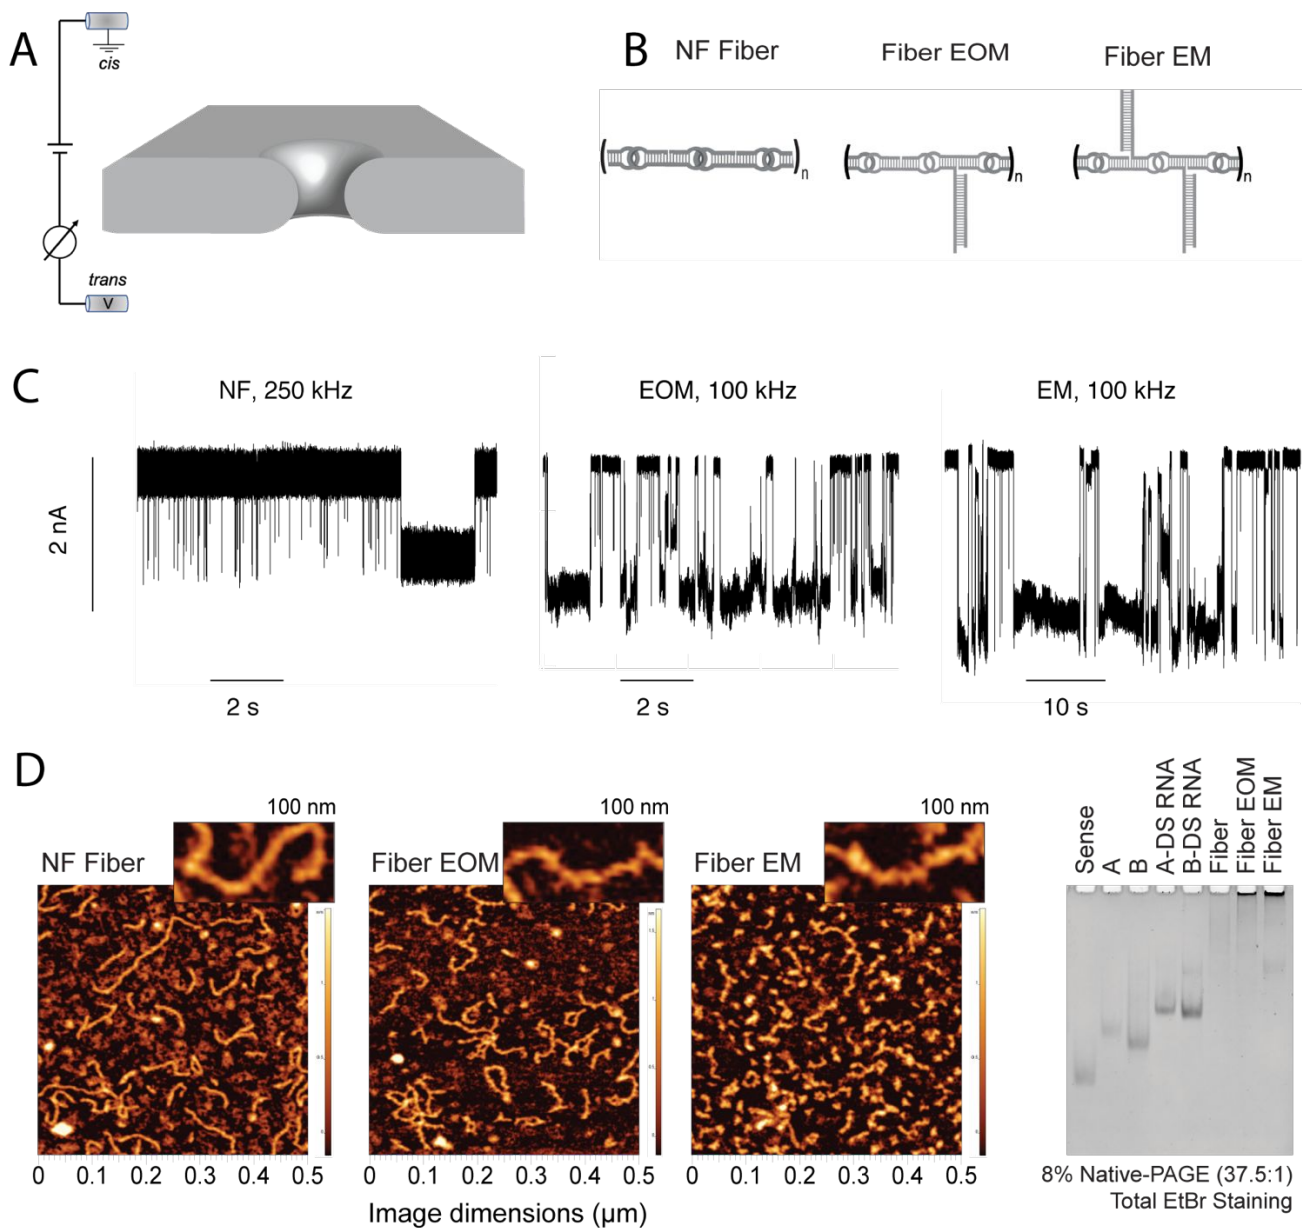 A
cis
trans
V
B
NF Fiber
Fiber EOM
Fiber EM
n
n
n
C
NF, 250 kHz
EOM, 100 kHz
EM, 100 kHz
2 nA
2 s
2 s
10 s
D
100 nm
100 nm
100 nm
NF Fiber
Fiber EOM
Fiber EM
0 0.1 0.2 0.3 0.4 0.5
0 0.1 0.2 0.3 0.4 0.5
0 0.1 0.2 0.3 0.4 0.5
Image dimensions (µm)
Sense
A
B
A-DS RNA
B-DS RNA
Fiber
Fiber EOM
Fiber EM
8% Native-PAGE (37.5:1)
Total EtBr Staining